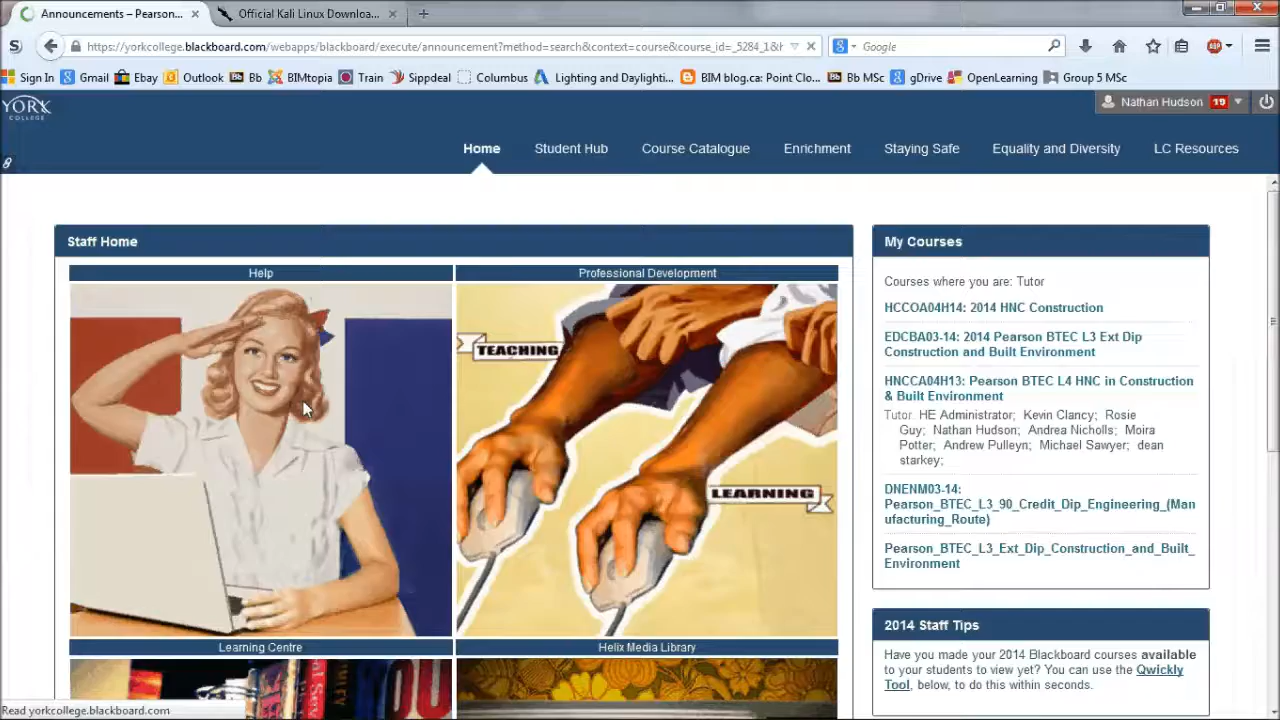 Announcements – Pearson...
Official Kali Linux Downloa...
https://yorkcollege.blackboard.com/webapps/blackboard/execute/announcement?method=search&context=course&course_id=_5284_1&h
Google
Sign In Gmail Ebay Outlook Bb BIMtopia Train Sippdeal Columbus Lighting and Daylighti... BIM blog.ca: Point Clo... Bb MSc gDrive OpenLearning Group 5 MSc
YORK
COLLEGE
Nathan Hudson 19
Home Student Hub Course Catalogue Enrichment Staying Safe Equality and Diversity LC Resources
Staff Home
Help
Professional Development
TEACHING
LEARNING
Learning Centre
Helix Media Library
My Courses
Courses where you are: Tutor
HCCOA04H14: 2014 HNC Construction
EDCBA03-14: 2014 Pearson BTEC L3 Ext Dip
Construction and Built Environment
HNCCA04H13: Pearson BTEC L4 HNC in Construction
& Built Environment
Tutor: HE Administrator; Kevin Clancy; Rosie
Guy; Nathan Hudson; Andrea Nicholls; Moira
Potter; Andrew Pulleyn; Michael Sawyer; dean
starkey;
DNENM03-14:
Pearson_BTEC_L3_90_Credit_Dip_Engineering_(Man
ufacturing_Route)
Pearson_BTEC_L3_Ext_Dip_Construction_and_Built_
Environment
2014 Staff Tips
Have you made your 2014 Blackboard courses available
to your students to view yet? You can use the Qwickly
Tool, below, to do this within seconds.
Read yorkcollege.blackboard.com